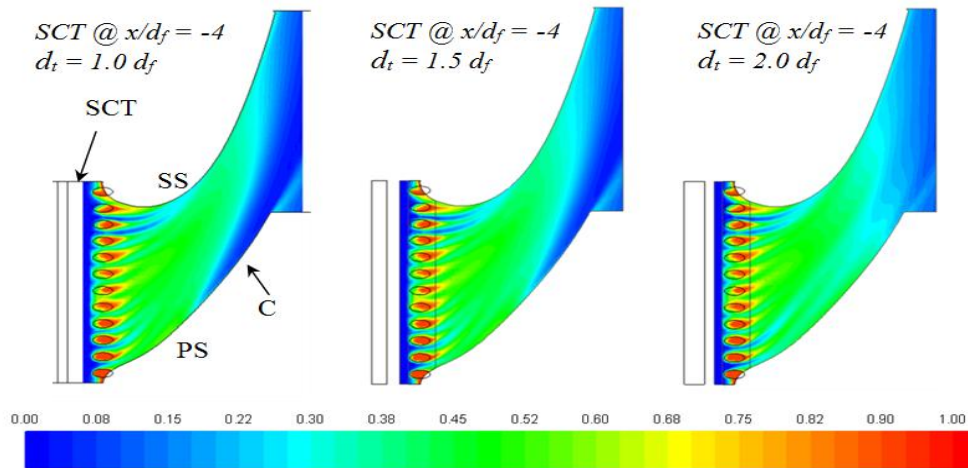 SCT @ x/df = -4
dt = 1.0 df
SCT @ x/df = -4
dt = 1.5 df
SCT @ x/df = -4
dt = 2.0 df
SCT
SS
C
PS
0.00 0.08 0.15 0.22 0.30 0.38 0.45 0.52 0.60 0.68 0.75 0.82 0.90 1.00